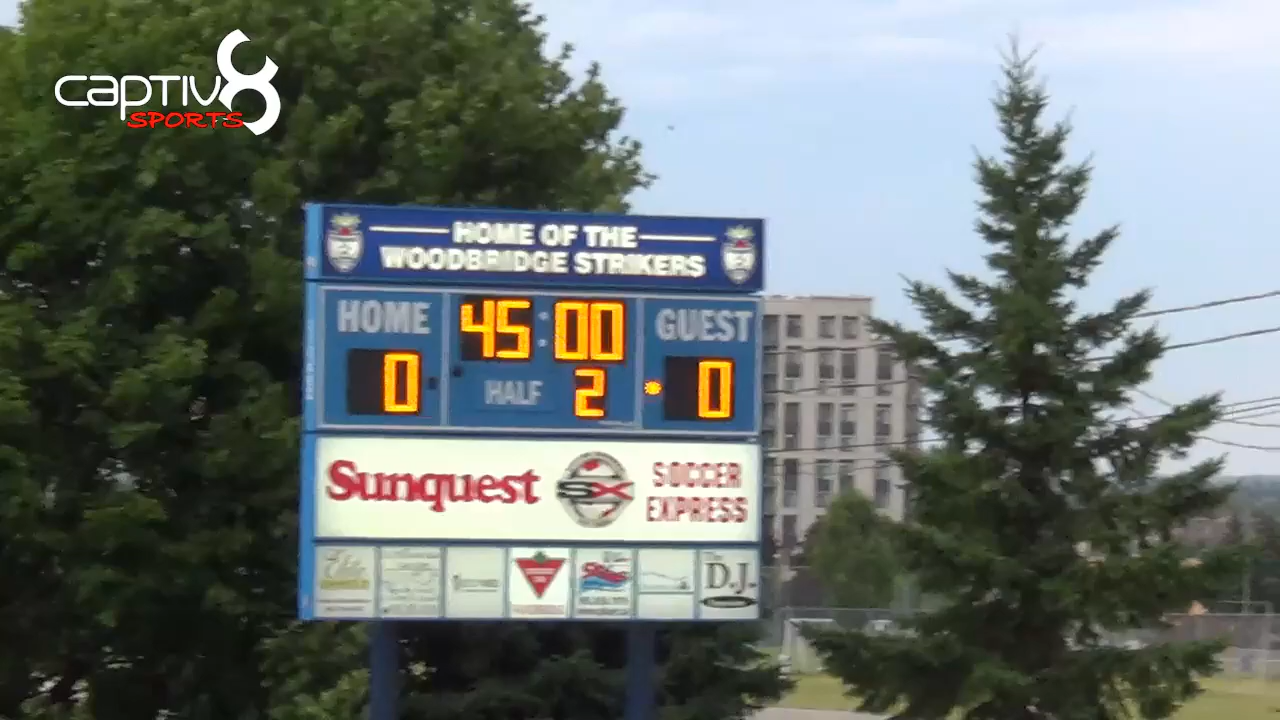 CAPTIV8
SPORTS
HOME OF THE
WOODBRIDGE STRIKERS
HOME
45:00
GUEST
0
HALF
2
0
Sunquest
SX
SOCCER
EXPRESS
D.J.